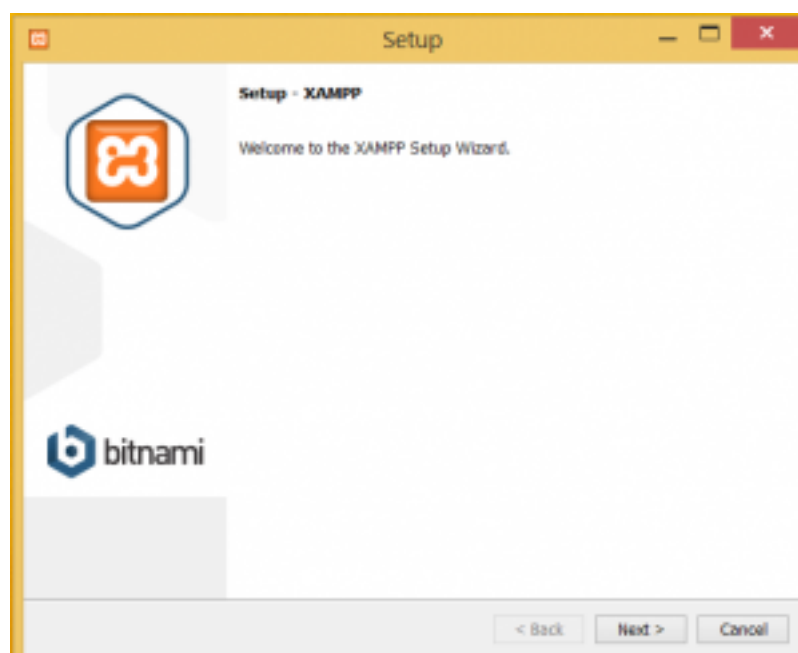 Setup
Setup - XAMPP
Welcome to the XAMPP Setup Wizard.
bitnami
< Back Next > Cancel